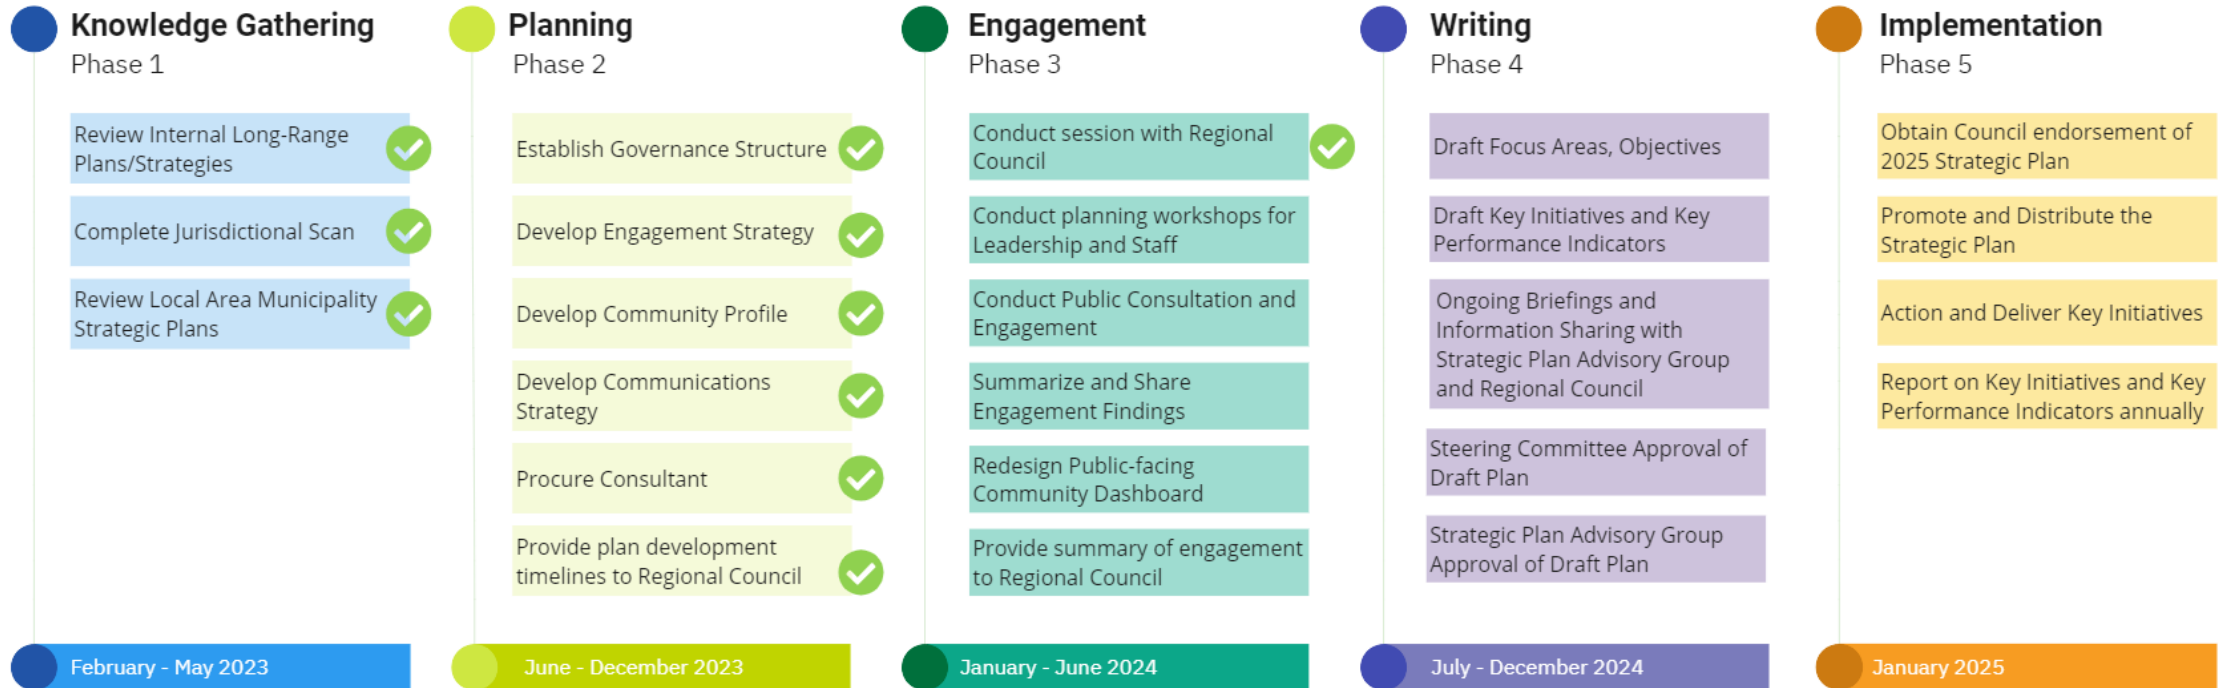 Knowledge Gathering
Phase 1
Review Internal Long-Range
Plans/Strategies
Complete Jurisdictional Scan
Review Local Area Municipality
Strategic Plans
February - May 2023
Planning
Phase 2
Establish Governance Structure
Develop Engagement Strategy
Develop Community Profile
Develop Communications
Strategy
Procure Consultant
Provide plan development
timelines to Regional Council
June - December 2023
Engagement
Phase 3
Conduct session with Regional
Council
Conduct planning workshops for
Leadership and Staff
Conduct Public Consultation and
Engagement
Summarize and Share
Engagement Findings
Redesign Public-facing
Community Dashboard
Provide summary of engagement
to Regional Council
January - June 2024
Writing
Phase 4
Draft Focus Areas, Objectives
Draft Key Initiatives and Key
Performance Indicators
Ongoing Briefings and
Information Sharing with
Strategic Plan Advisory Group
and Regional Council
Steering Committee Approval of
Draft Plan
Strategic Plan Advisory Group
Approval of Draft Plan
July - December 2024
Implementation
Phase 5
Obtain Council endorsement of
2025 Strategic Plan
Promote and Distribute the
Strategic Plan
Action and Deliver Key Initiatives
Report on Key Initiatives and Key
Performance Indicators annually
January 2025